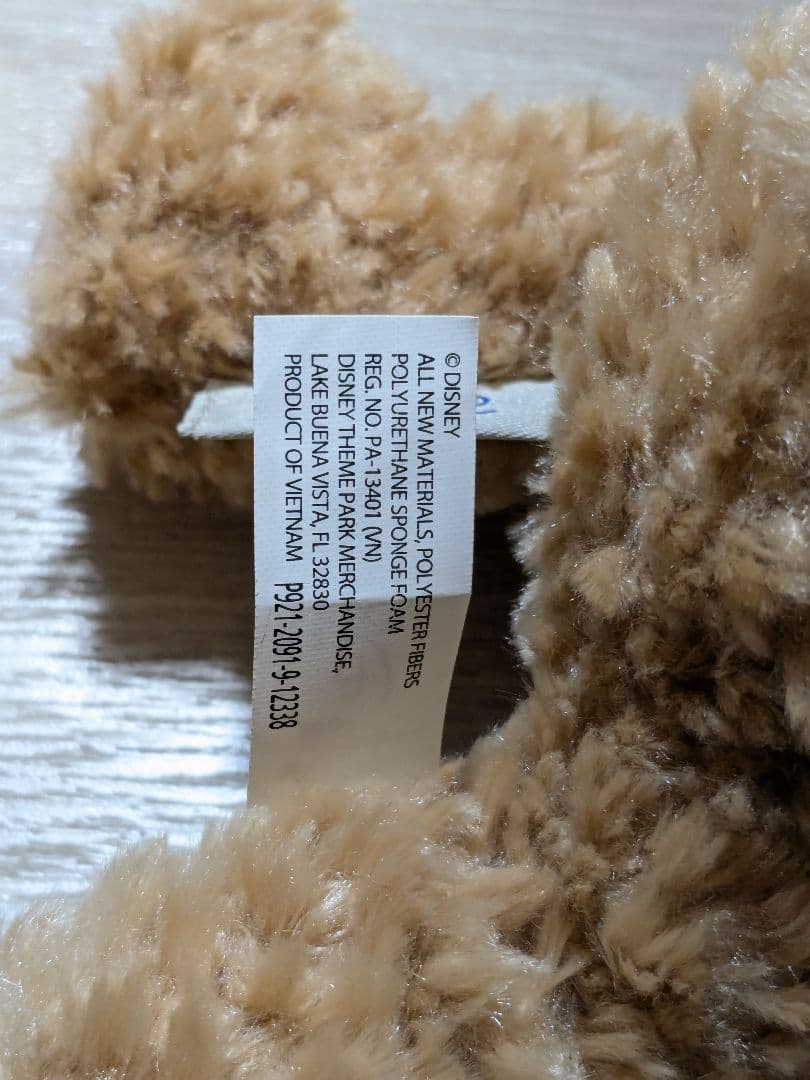 © DISNEY
ALL NEW MATERIALS, POLYESTER FIBERS
POLYURETHANE SPONGE FOAM
REG. NO. PA-13401 (VN)
DISNEY THEME PARK MERCHANDISE,
LAKE BUENA VISTA, FL 32830
PRODUCT OF VIETNAM P921-2091-9-12338